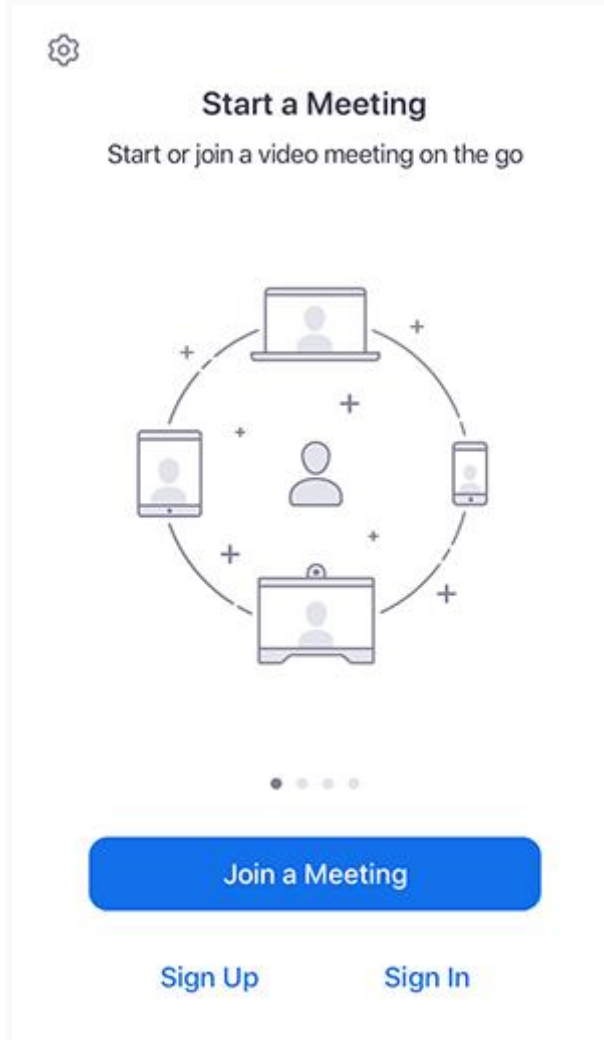 Start a Meeting
Start or join a video meeting on the go
Join a Meeting
Sign Up
Sign In